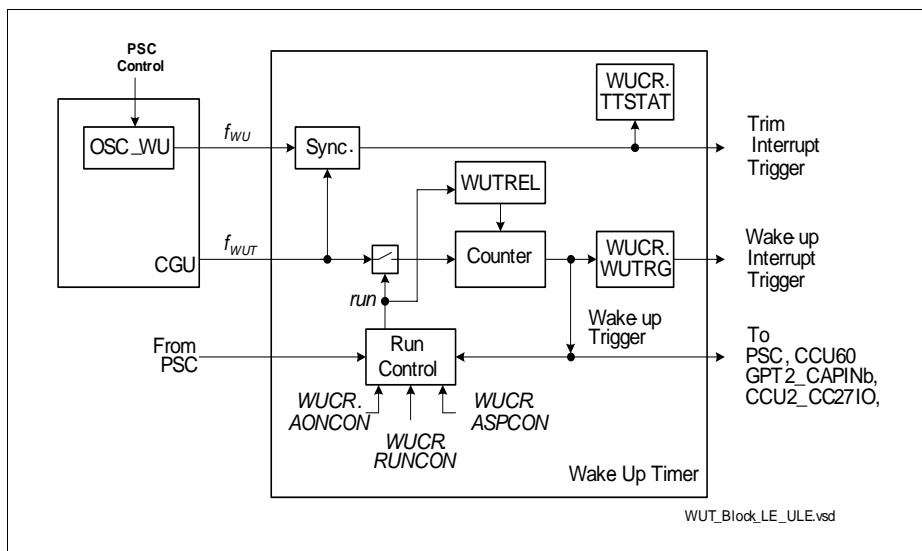 PSC
Control
OSC_WU
fWU
CGU
fWUT
Sync.
WUCR.
TTSTAT
Trim
Interrupt
Trigger
WUTREL
Counter
WUCR.
WUTRG
Wake-up
Interrupt
Trigger
run
Wake-up
Trigger
From
PSC
Run
Control
To
PSC, CCU60
GPT2_CAPINb,
CCU2_CC27IO,
WUCR.
AONCON
WUCR.
RUNCON
WUCR.
ASPCON
Wake Up Timer
WUT_Block_LE_ULE.vsd